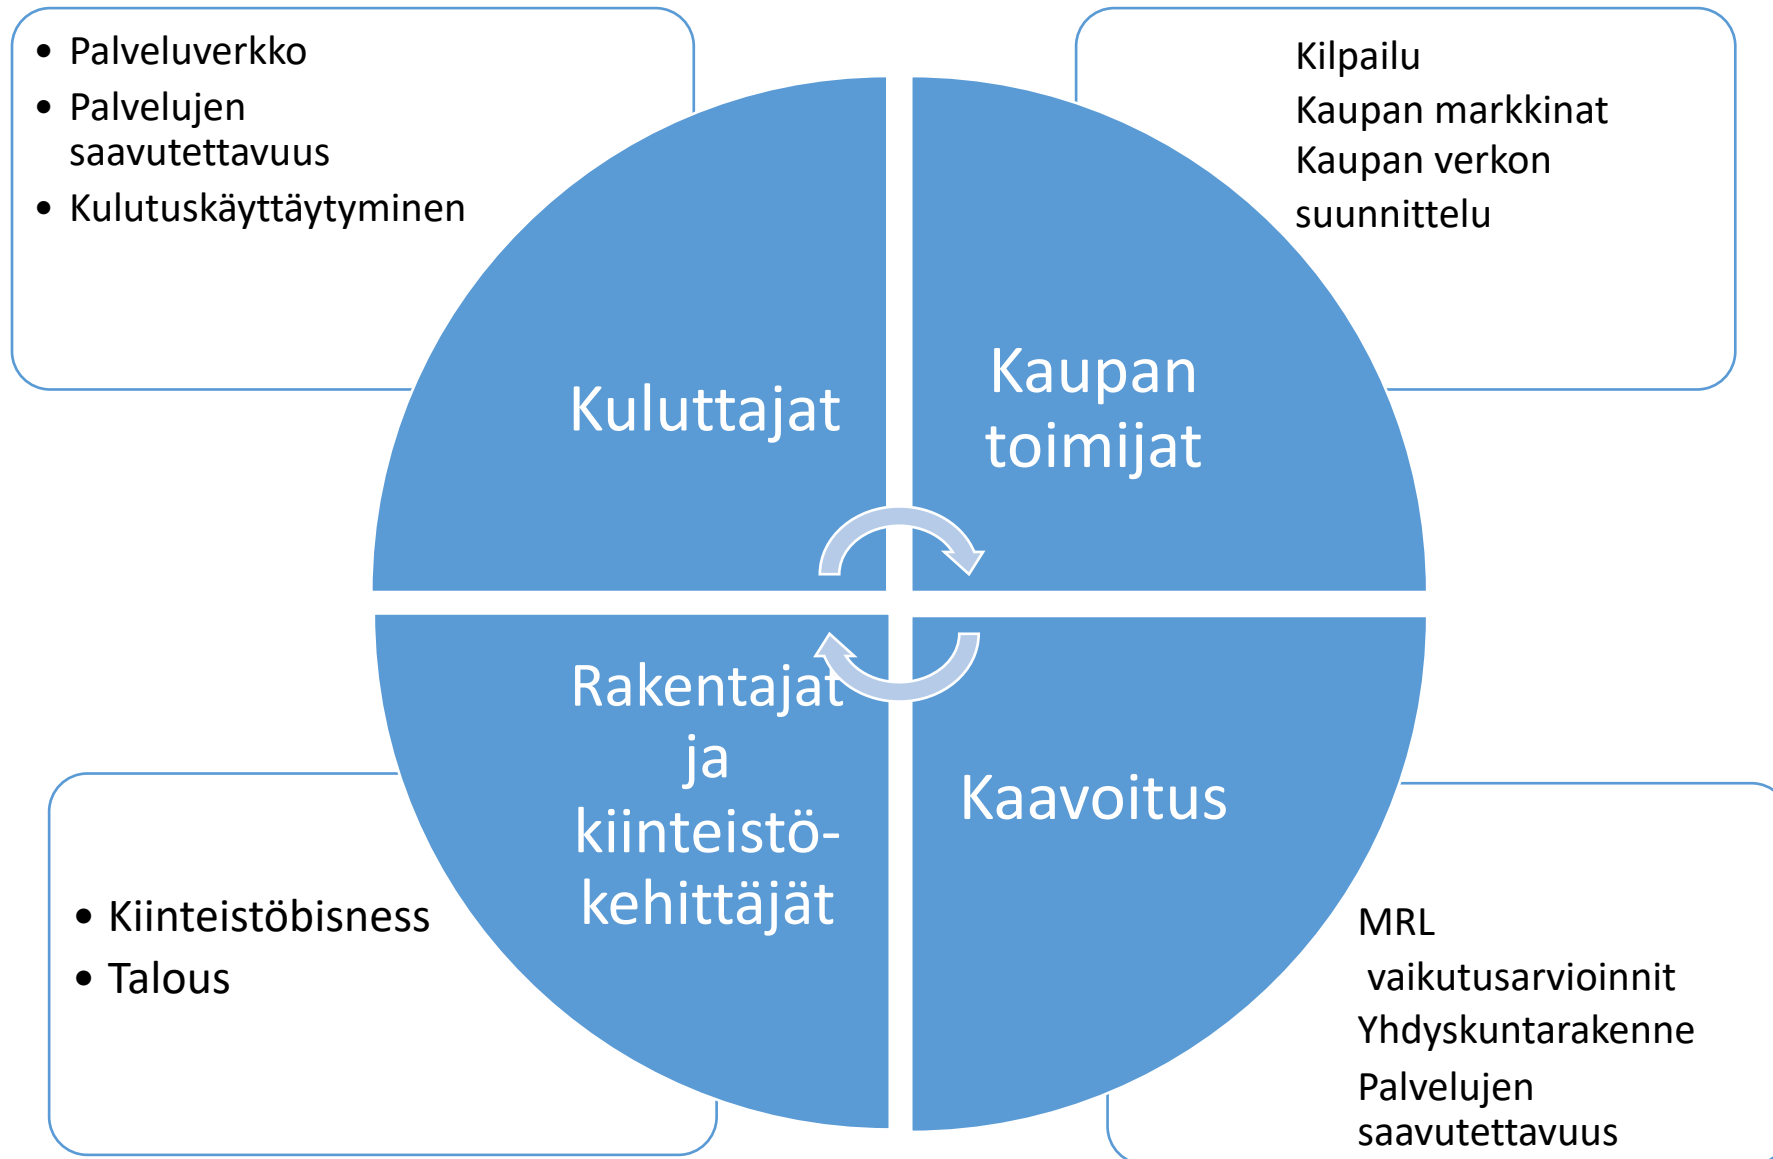 • Palveluverkko
• Palvelujen
saavutettavuus
• Kulutuskäyttäytyminen
Kilpailu
Kaupan markkinat
Kaupan verkon
suunnittelu
Kuluttajat
Kaupan
toimijat
Rakentajat
ja
kiinteistö-
kehittäjät
Kaavoitus
• Kiinteistöbisness
• Talous
MRL
vaikutusarvioinnit
Yhdyskuntarakenne
Palvelujen
saavutettavuus